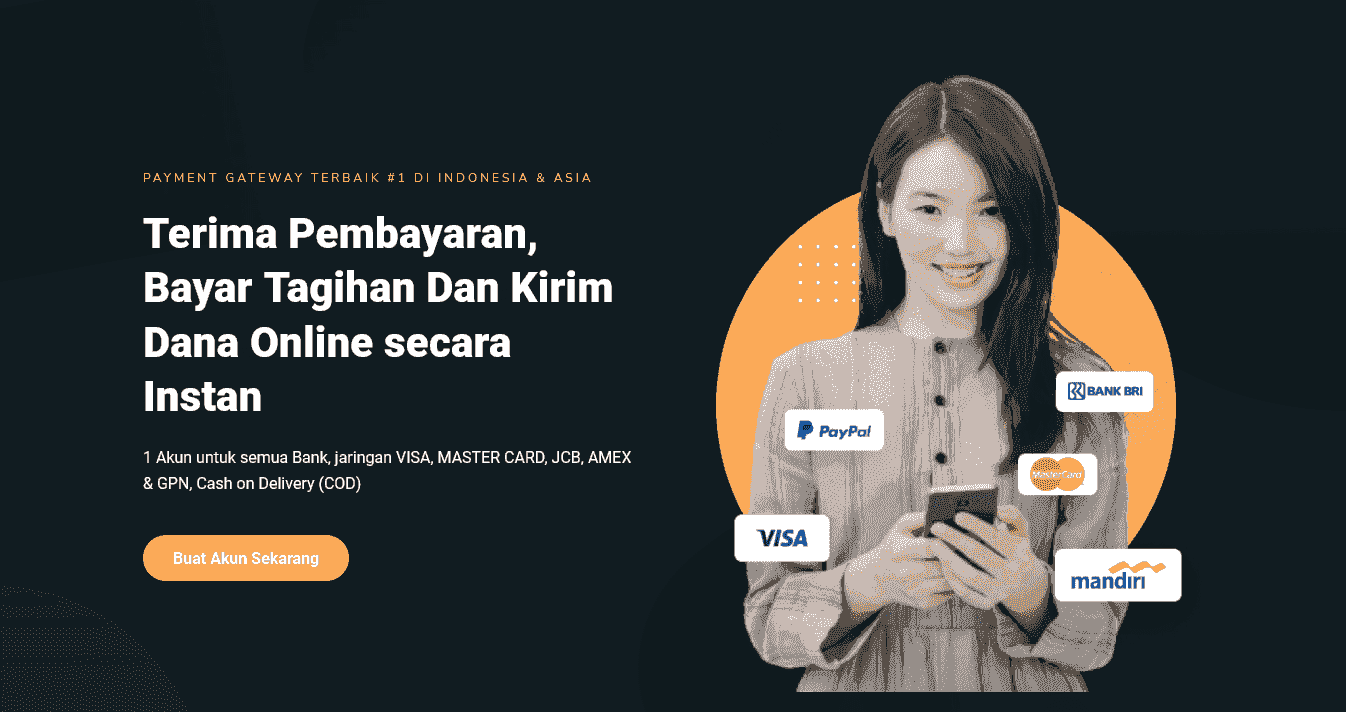 PAYMENT GATEWAY TERBAIK #1 DI INDONESIA & ASIA
Terima Pembayaran,
Bayar Tagihan Dan Kirim
Dana Online secara
Instan
1 Akun untuk semua Bank, jaringan VISA, MASTER CARD, JCB, AMEX
& GPN, Cash on Delivery (COD)
Buat Akun Sekarang
BANK BRI
PayPal
MasterCard
VISA
mandiri